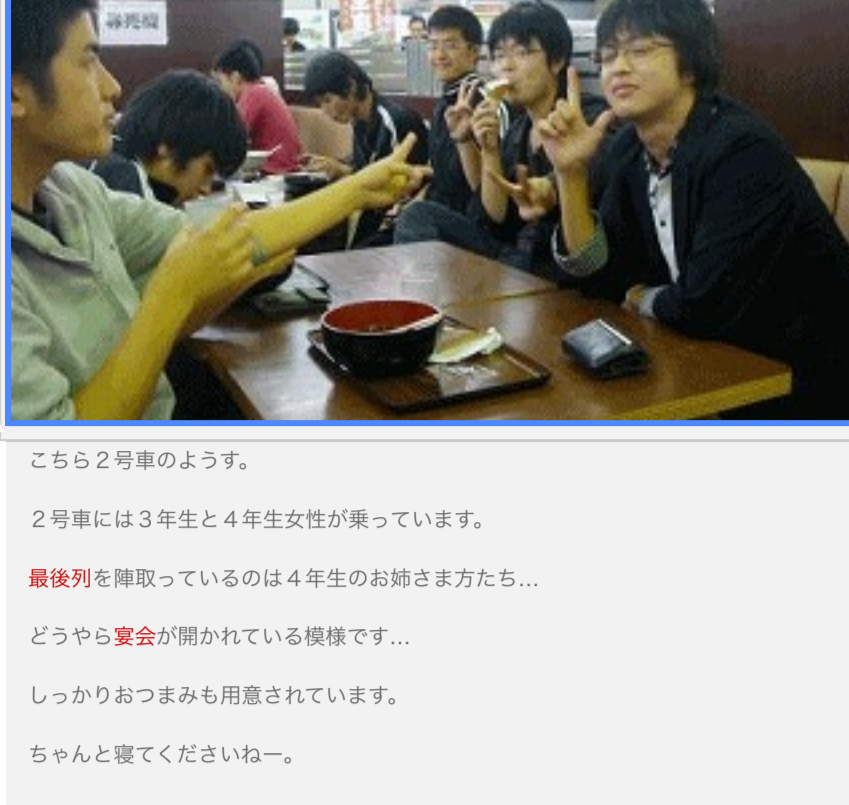 こちら２号車のようす。
２号車には３年生と４年生女性が乗っています。
最後列を陣取っているのは４年生のお姉さま方たち…
どうやら宴会が開かれている模様です…
しっかりおつまみも用意されています。
ちゃんと寝てくださいねー。